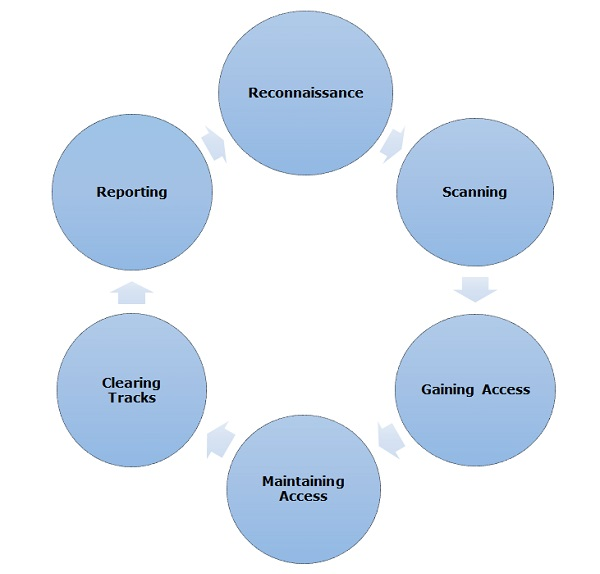 Reconnaissance
Scanning
Gaining Access
Maintaining
Access
Clearing
Tracks
Reporting